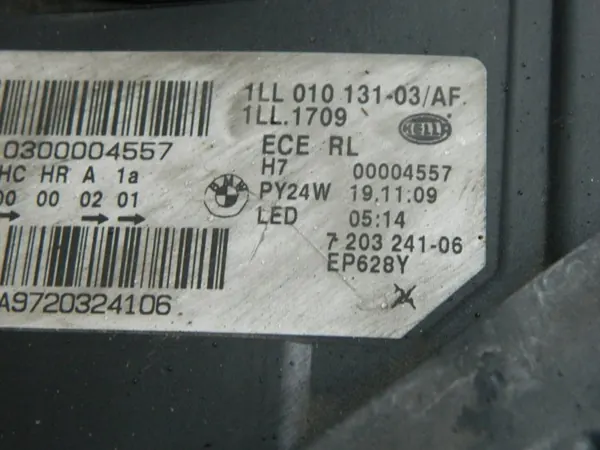 1LL 010 131-03/AF
1LL.1709
HELLA
ECE RL
0300004557
H7 00004557
HC HR A 1a
BMW
PY24W 19.11.09
00 00 02 01
LED 05:14
7 203 241-06
EP628Y
A9720324106